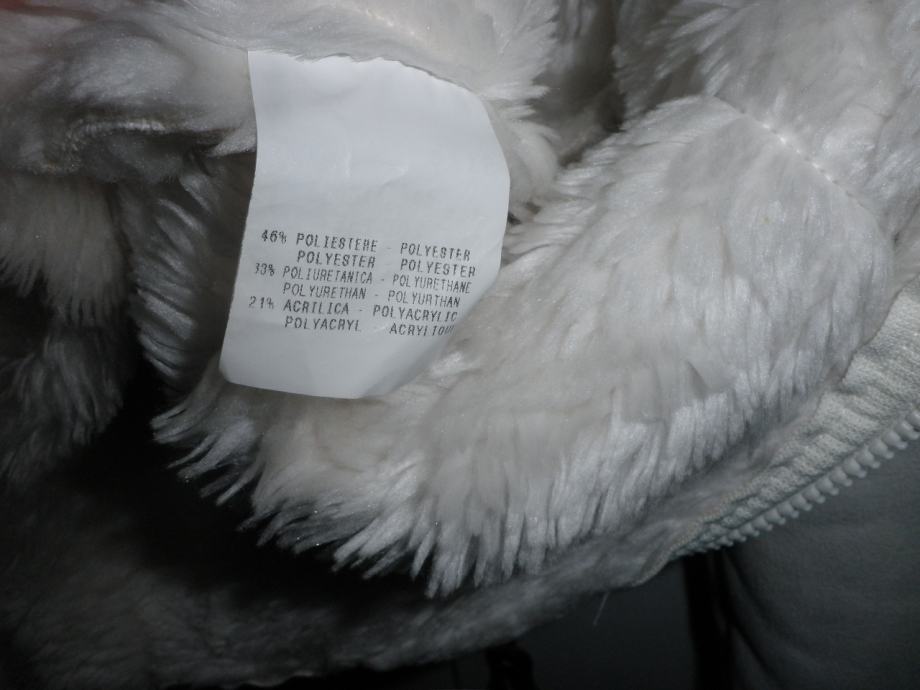 46% POLIESTERE - POLYESTER
POLYESTER POLYESTER
33% POLIURETANICA - POLYURETHANE
POLYURETHAN - POLYURTHAN
21% ACRILICA - POLYACRYLIC
POLYACRYL